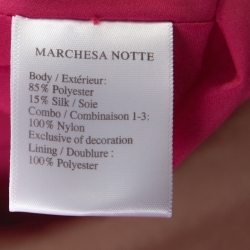 MARCHESA NOTTE
Body / Extérieur:
85% Polyester
15% Silk / Soie
Combo / Combinaison 1-3:
100% Nylon
Exclusive of decoration
Lining / Doublure :
100% Polyester